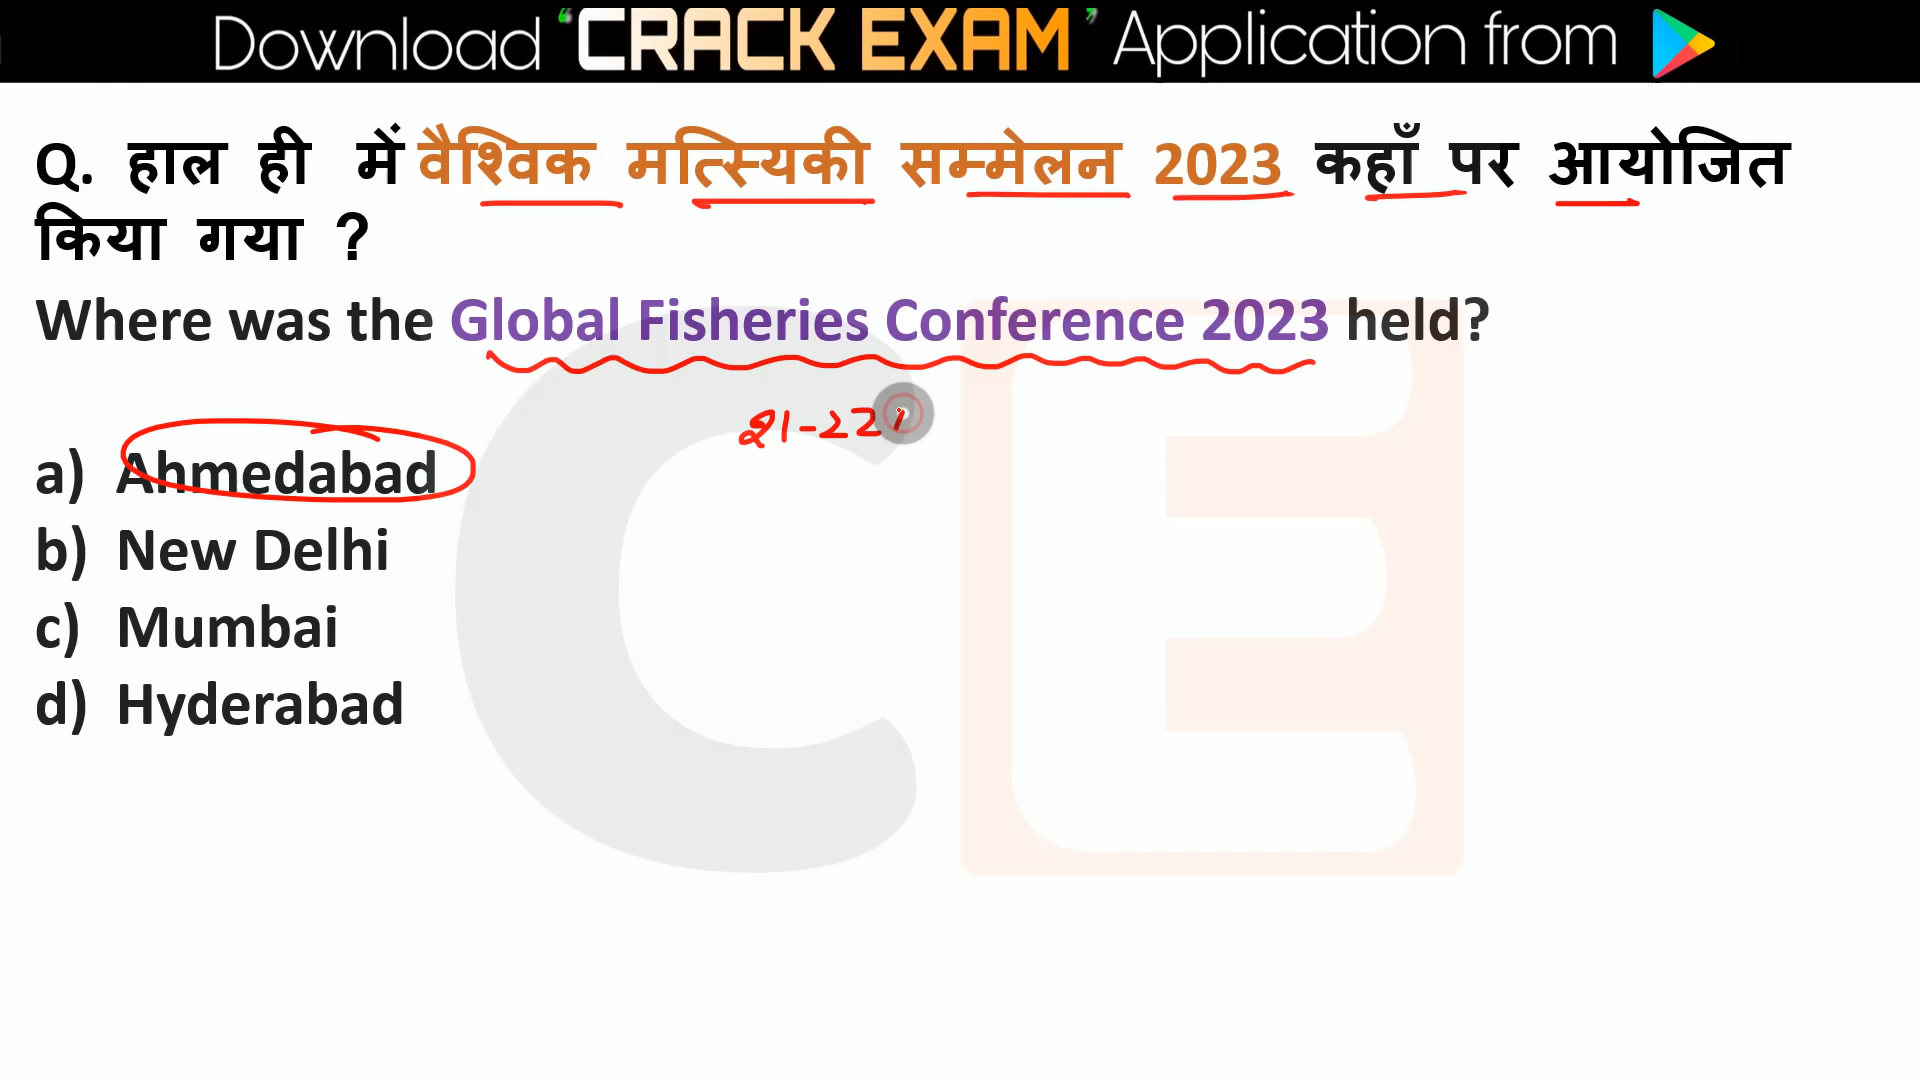 Download ‘CRACK EXAM’ Application from
Q. हाल ही में वैश्विक मत्स्यिकी सम्मेलन 2023 कहाँ पर आयोजित
किया गया ?
Where was the Global Fisheries Conference 2023 held?
21-22
a) Ahmedabad
b) New Delhi
c) Mumbai
d) Hyderabad
CE